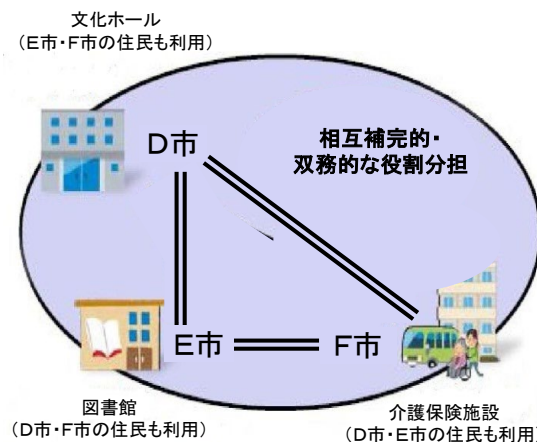 文化ホール
（E市・F市の住民も利用）
D市
相互補完的・
双務的な役割分担
E市
F市
図書館
（D市・F市の住民も利用）
介護保険施設
（D市・E市の住民も利用）